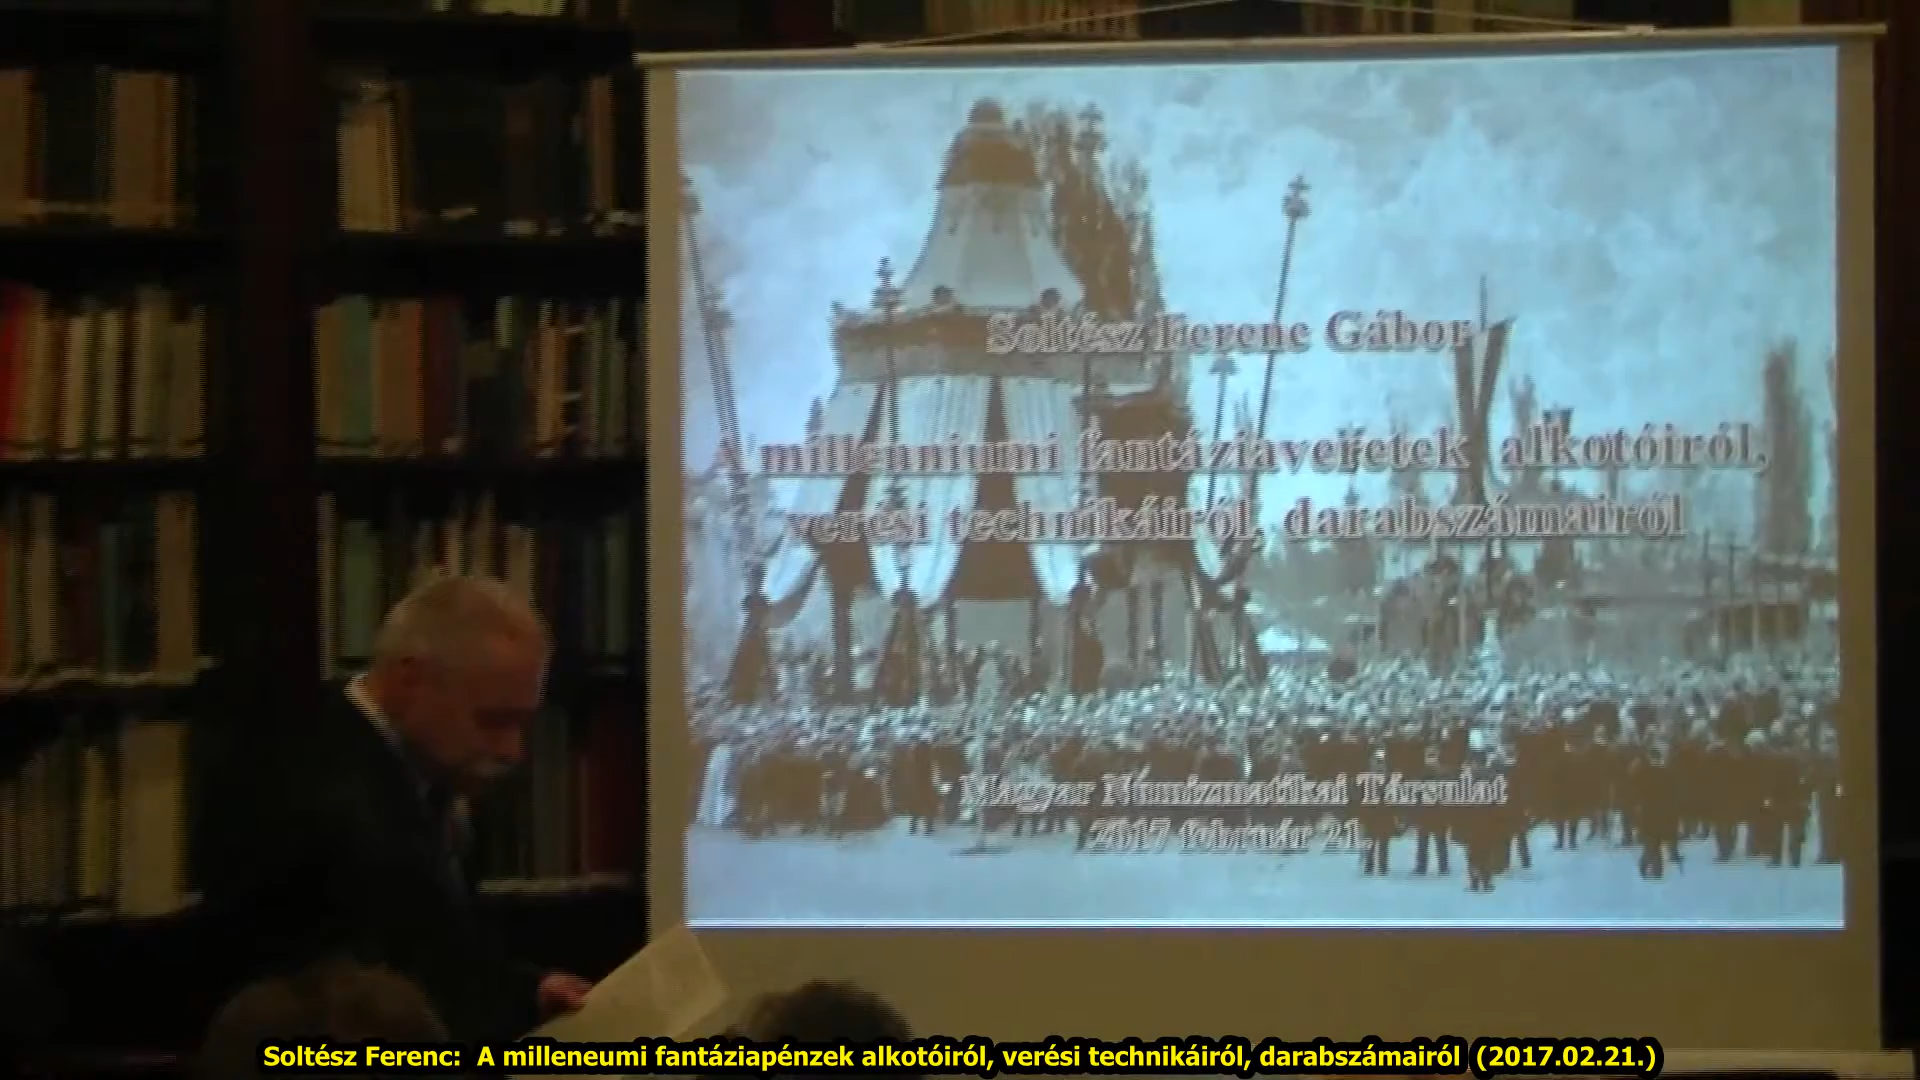 Soltész Ferenc Gábor
A millenniumi fantáziaveretek alkotóiról,
verési technikáiról, darabszámairól
Magyar Numizmatikai Társulat
2017 február 21.
Soltész Ferenc: A milleneumi fantáziapénzek alkotóiról, verési technikáiról, darabszámairól (2017.02.21.)